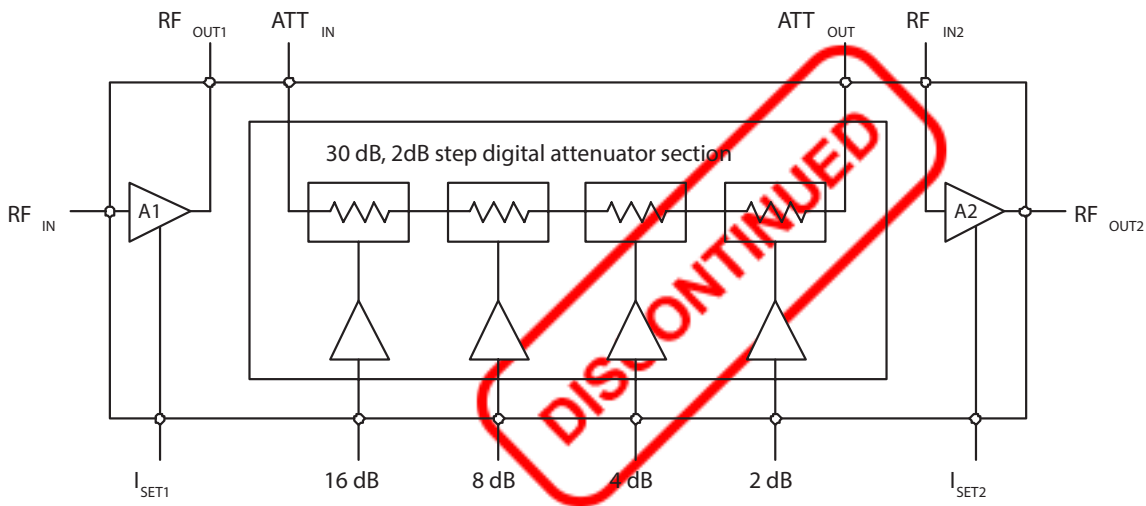 RF OUT1 ATT IN ATT OUT RF IN2
30 dB, 2dB step digital attenuator section
RF IN A1 A2 RF OUT2
DISCONTINUED
I SET1 16 dB 8 dB 4 dB 2 dB I SET2